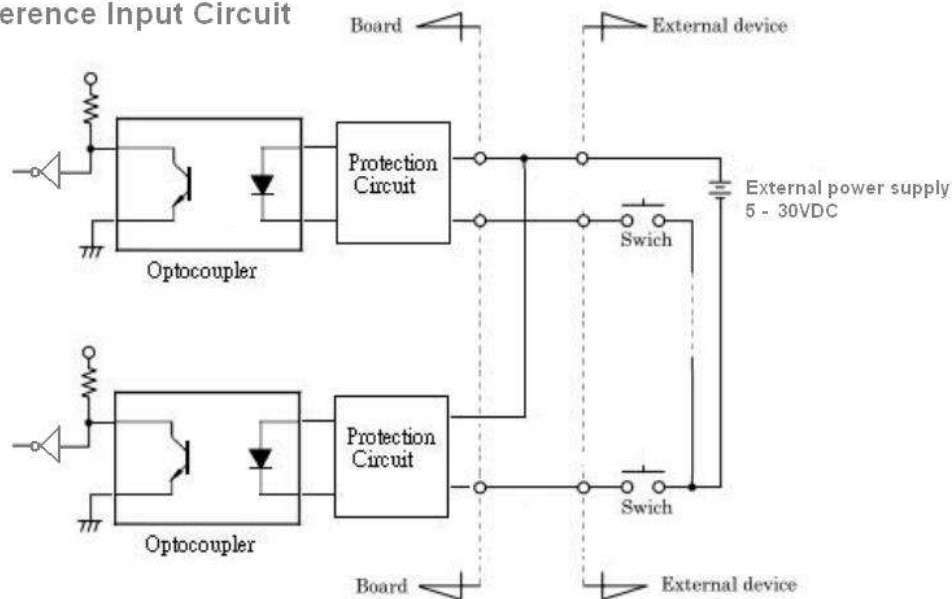 erence Input Circuit
Board
External device
Protection
Circuit
External power supply
5 - 30VDC
Swich
Optocoupler
Protection
Circuit
Swich
Optocoupler
Board
External device